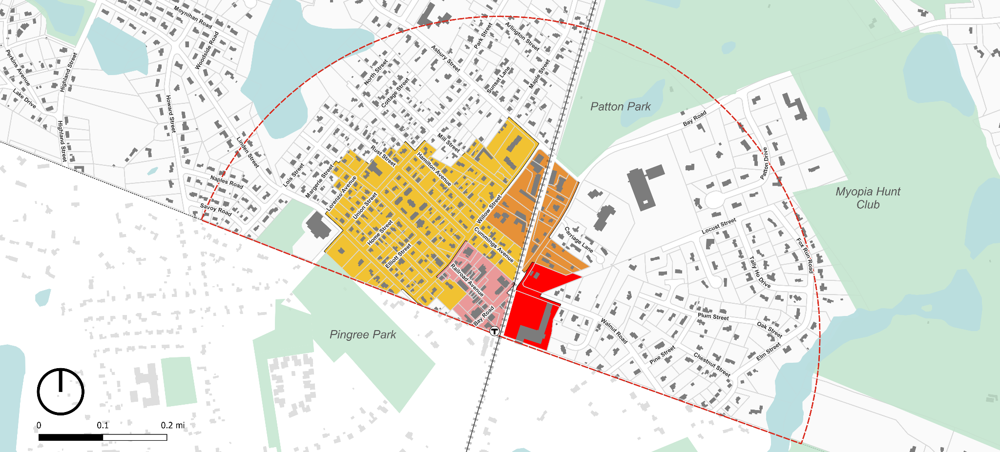 Moynihan Road
Woodside Road
Perkins Avenue
Highland Street
Lake Drive
Highland Street
Howard Street
Linden Street
Naples Road
Savoy Road
Lois Street
Margerie Street
Lorenzo Avenue
Union Street
Home Street
Elliott Street
Rust Street
Hamilton Avenue
Mill Street
North Street
Cottage Street
Asbury Street
Park Street
Arlington Street
Sunset Lane
Maple Street
Willow Street
Cummings Avenue
Railroad Avenue
Bay Road
T
Patton Park
Bay Road
Patton Drive
Myopia Hunt
Club
Carriage Lane
Locust Street
Fox Run Road
Tally Ho Drive
Plum Street
Oak Street
Elm Street
Walnut Road
Pine Street
Chestnut Street
Pingree Park
0
0.1
0.2 mi